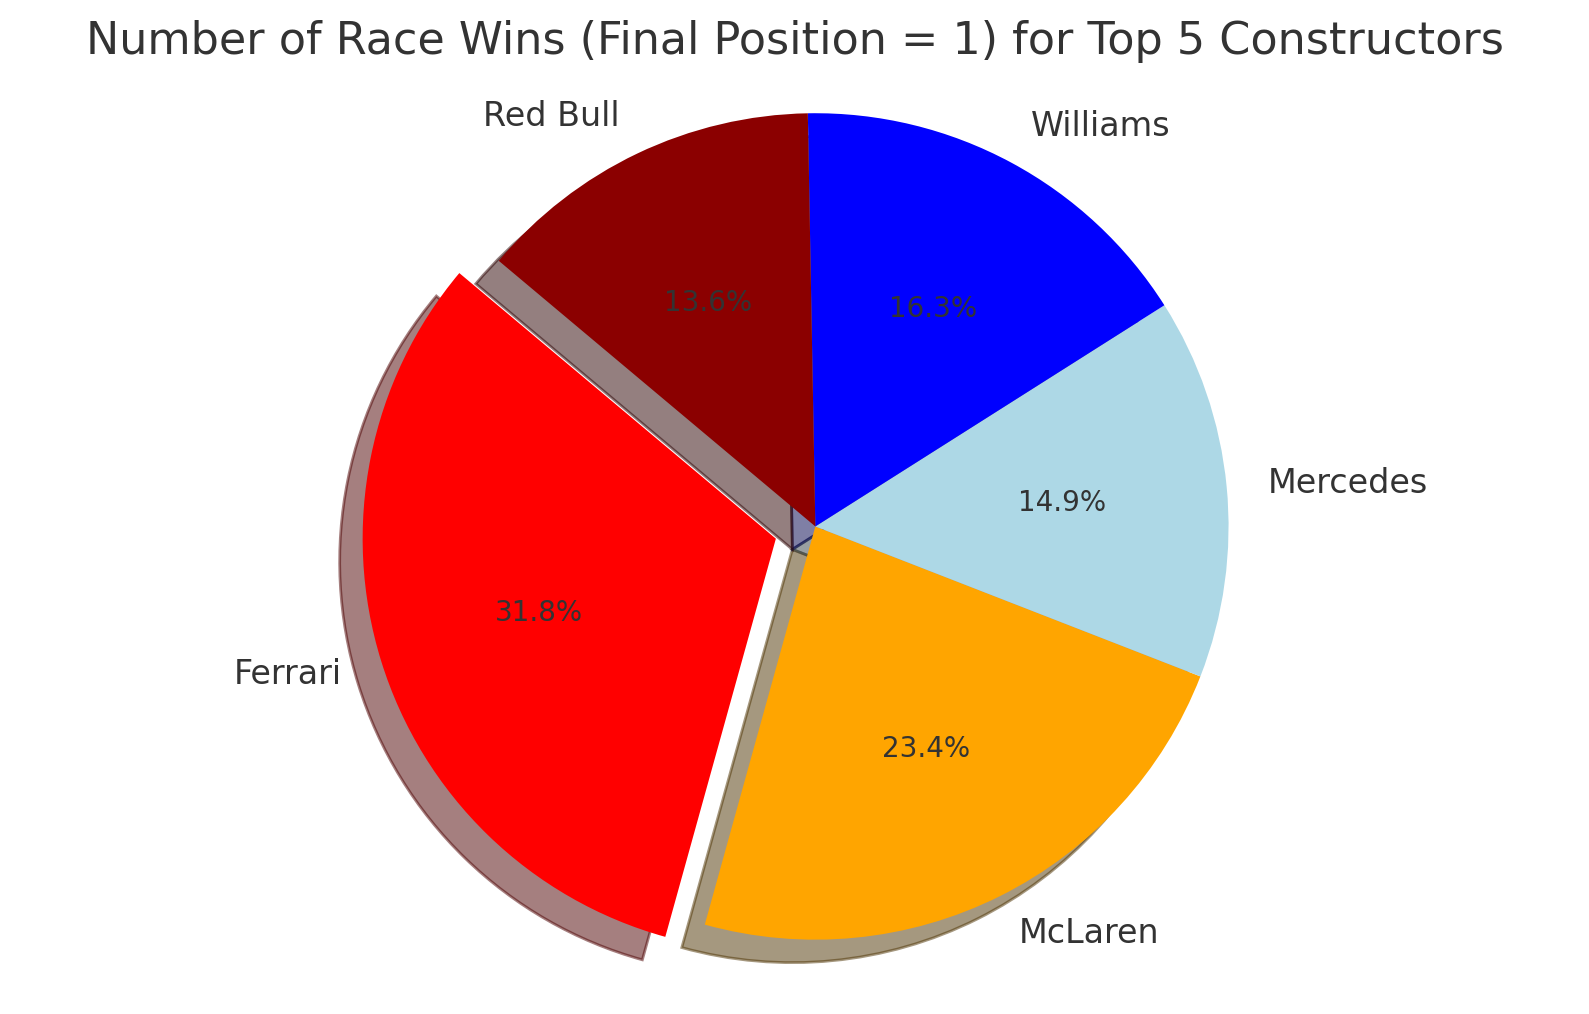 Number of Race Wins (Final Position = 1) for Top 5 Constructors
Red Bull
Williams
13.6%
16.3%
Mercedes
14.9%
31.8%
Ferrari
23.4%
McLaren